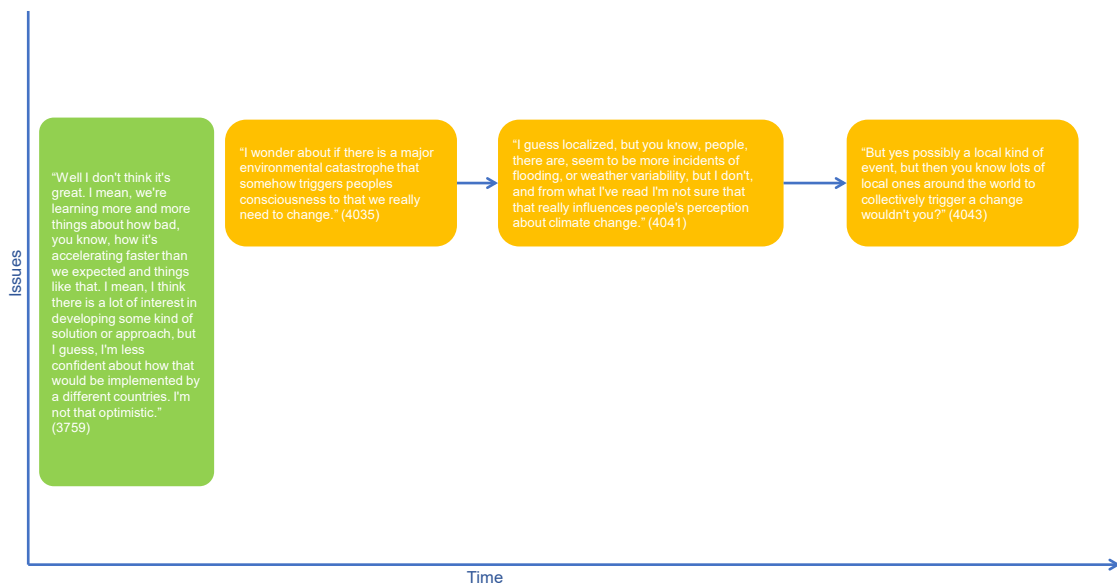 Issues
“Well I don't think it's
great. I mean, we're
learning more and more
things about how bad,
you know, how it's
accelerating faster than
we expected and things
like that. I mean, I think
there is a lot of interest in
developing some kind of
solution or approach, but
I guess, I'm less
confident about how that
would be implemented by
a different countries. I'm
not that optimistic.”
(3759)
“I wonder about if there is a major
environmental catastrophe that
somehow triggers peoples
consciousness to that we really
need to change.” (4035)
“I guess localized, but you know, people,
there are, seem to be more incidents of
flooding, or weather variability, but I don't,
and from what I've read I'm not sure that
that really influences people's perception
about climate change.” (4041)
“But yes possibly a local kind of
event, but then you know lots of
local ones around the world to
collectively trigger a change
wouldn't you?” (4043)
Time